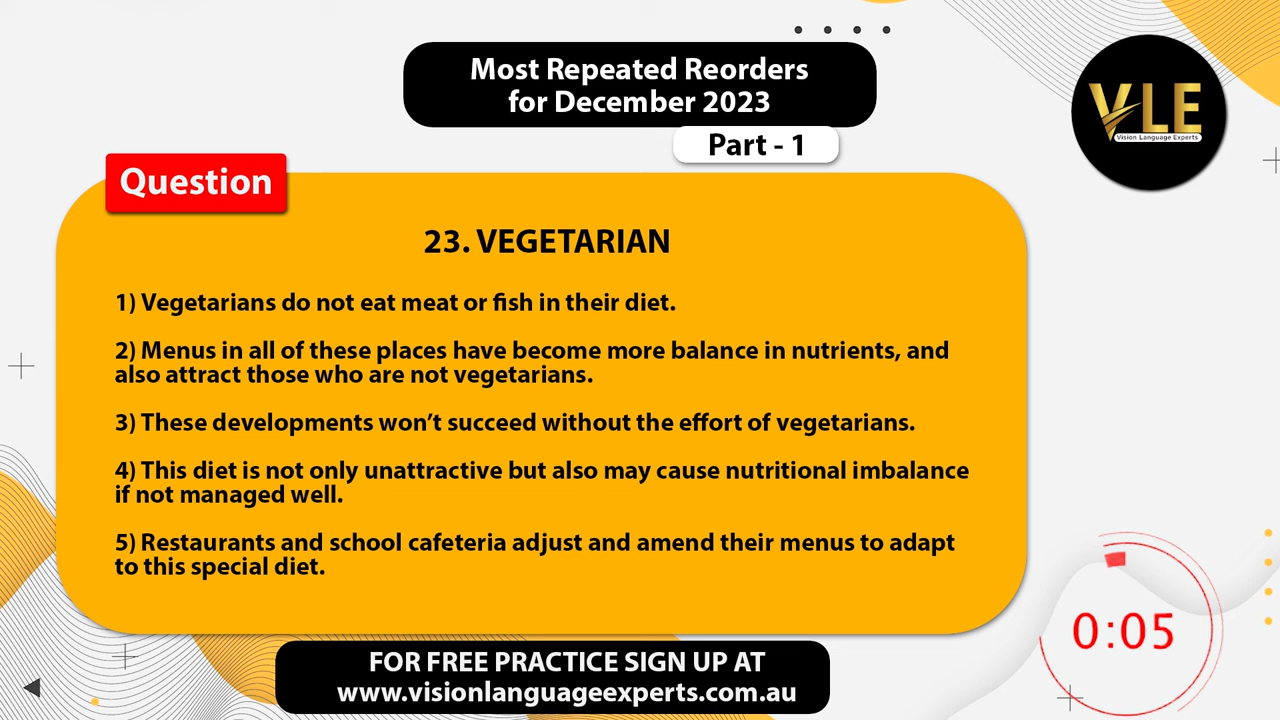 Most Repeated Reorders
for December 2023
Part - 1
VLE
Vision Language Experts
Question
23. VEGETARIAN
1) Vegetarians do not eat meat or fish in their diet.
2) Menus in all of these places have become more balance in nutrients, and
also attract those who are not vegetarians.
3) These developments won’t succeed without the effort of vegetarians.
4) This diet is not only unattractive but also may cause nutritional imbalance
if not managed well.
5) Restaurants and school cafeteria adjust and amend their menus to adapt
to this special diet.
0:05
FOR FREE PRACTICE SIGN UP AT
www.visionlanguageexperts.com.au